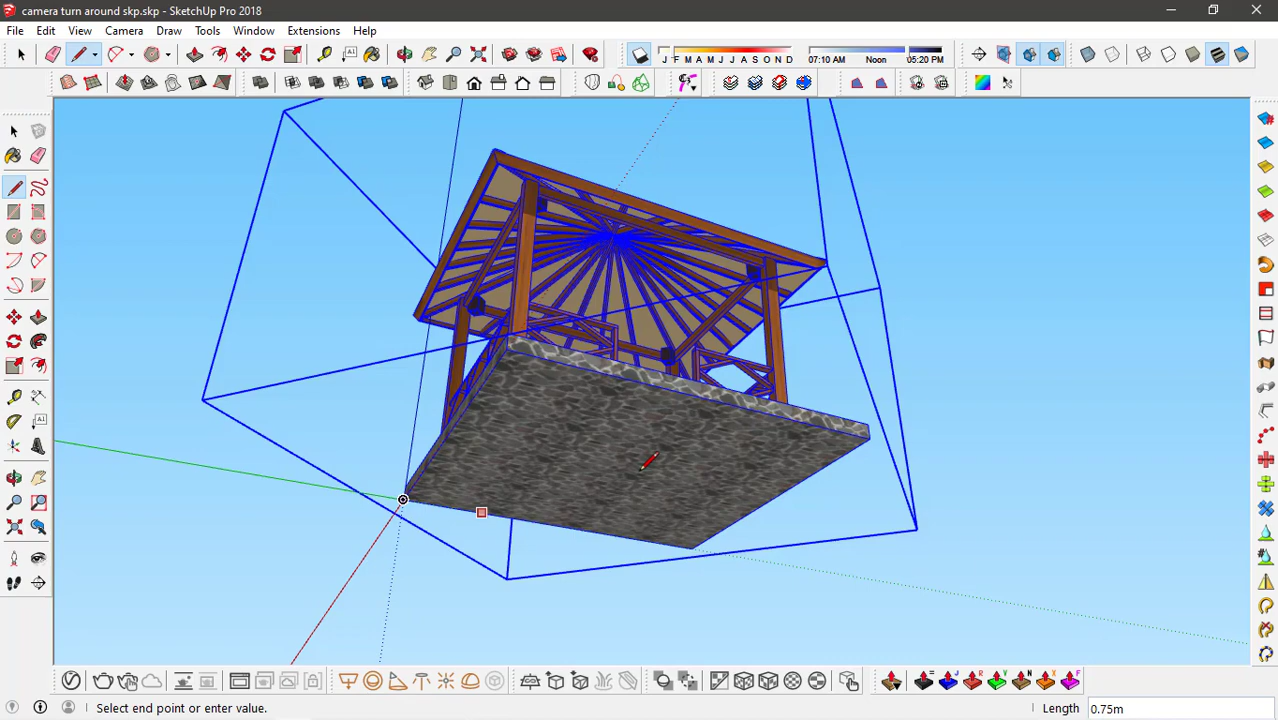 camera turn around skp.skp - SketchUp Pro 2018
File Edit View Camera Draw Tools Window Extensions Help
J F M A M J J A S O N D
07:10 AM Noon 05:20 PM
Select end point or enter value.
Length 0.75m